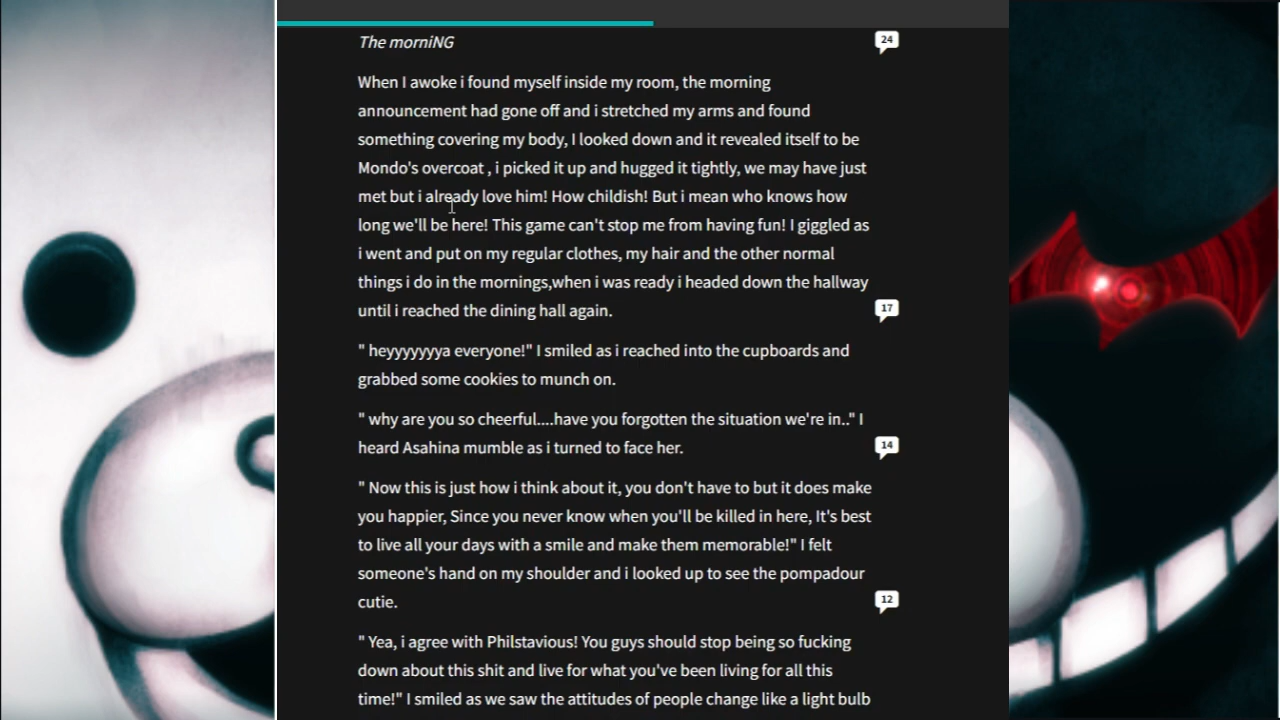 The morniNG
24
When I awoke i found myself inside my room, the morning
announcement had gone off and i stretched my arms and found
something covering my body, I looked down and it revealed itself to be
Mondo's overcoat , i picked it up and hugged it tightly, we may have just
met but i already love him! How childish! But i mean who knows how
long we'll be here! This game can't stop me from having fun! I giggled as
i went and put on my regular clothes, my hair and the other normal
things i do in the mornings,when i was ready i headed down the hallway
until i reached the dining hall again.
17
" heyyyyyyya everyone!" I smiled as i reached into the cupboards and
grabbed some cookies to munch on.
" why are you so cheerful....have you forgotten the situation we're in.." I
heard Asahina mumble as i turned to face her.
14
" Now this is just how i think about it, you don't have to but it does make
you happier, Since you never know when you'll be killed in here, It's best
to live all your days with a smile and make them memorable!" I felt
someone's hand on my shoulder and i looked up to see the pompadour
cutie.
12
" Yea, i agree with Philstavious! You guys should stop being so fucking
down about this shit and live for what you've been living for all this
time!" I smiled as we saw the attitudes of people change like a light bulb